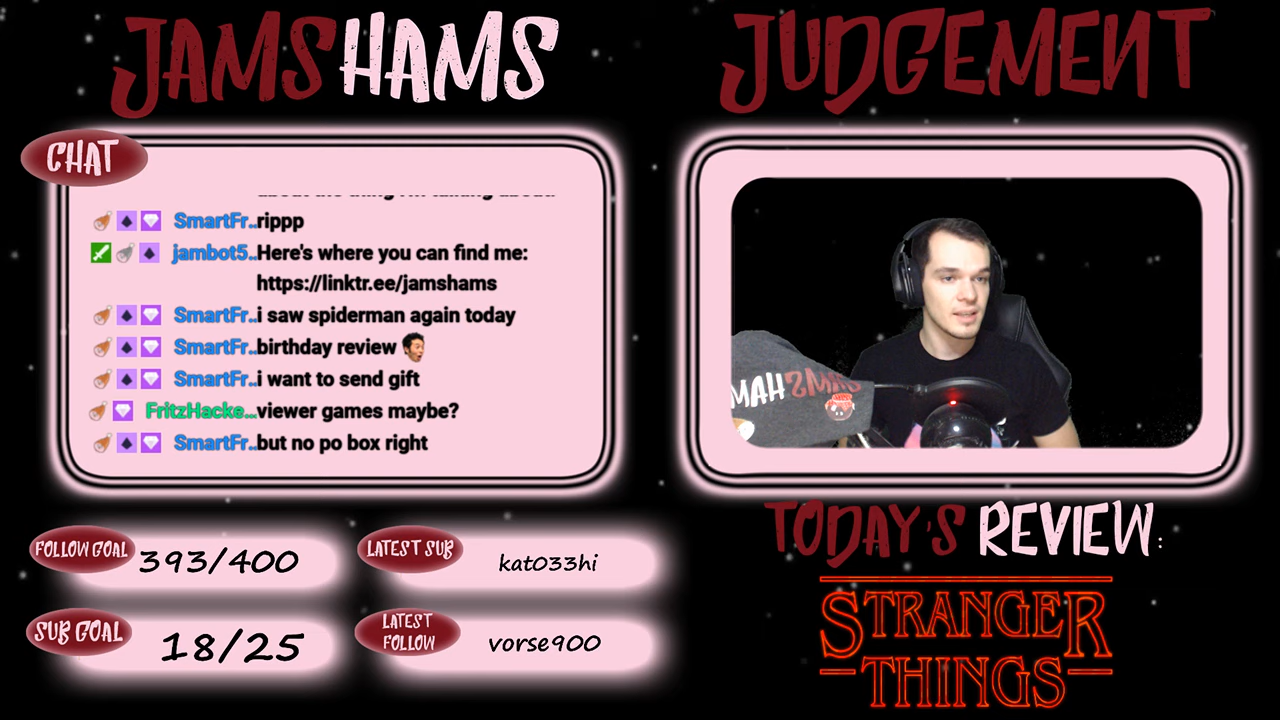 JAMSHAMS
JUDGEMENT
CHAT
SmartFr.. rippp
jambot5.. Here's where you can find me:
https://linktr.ee/jamshams
SmartFr.. i saw spiderman again today
SmartFr.. birthday review
SmartFr.. i want to send gift
FritzHacke... viewer games maybe?
SmartFr.. but no po box right
JAMSHAMS
TODAY'S REVIEW:
STRANGER
THINGS
FOLLOW GOAL 393/400
LATEST SUB kat033hi
SUB GOAL 18/25
LATEST
FOLLOW
vorse900